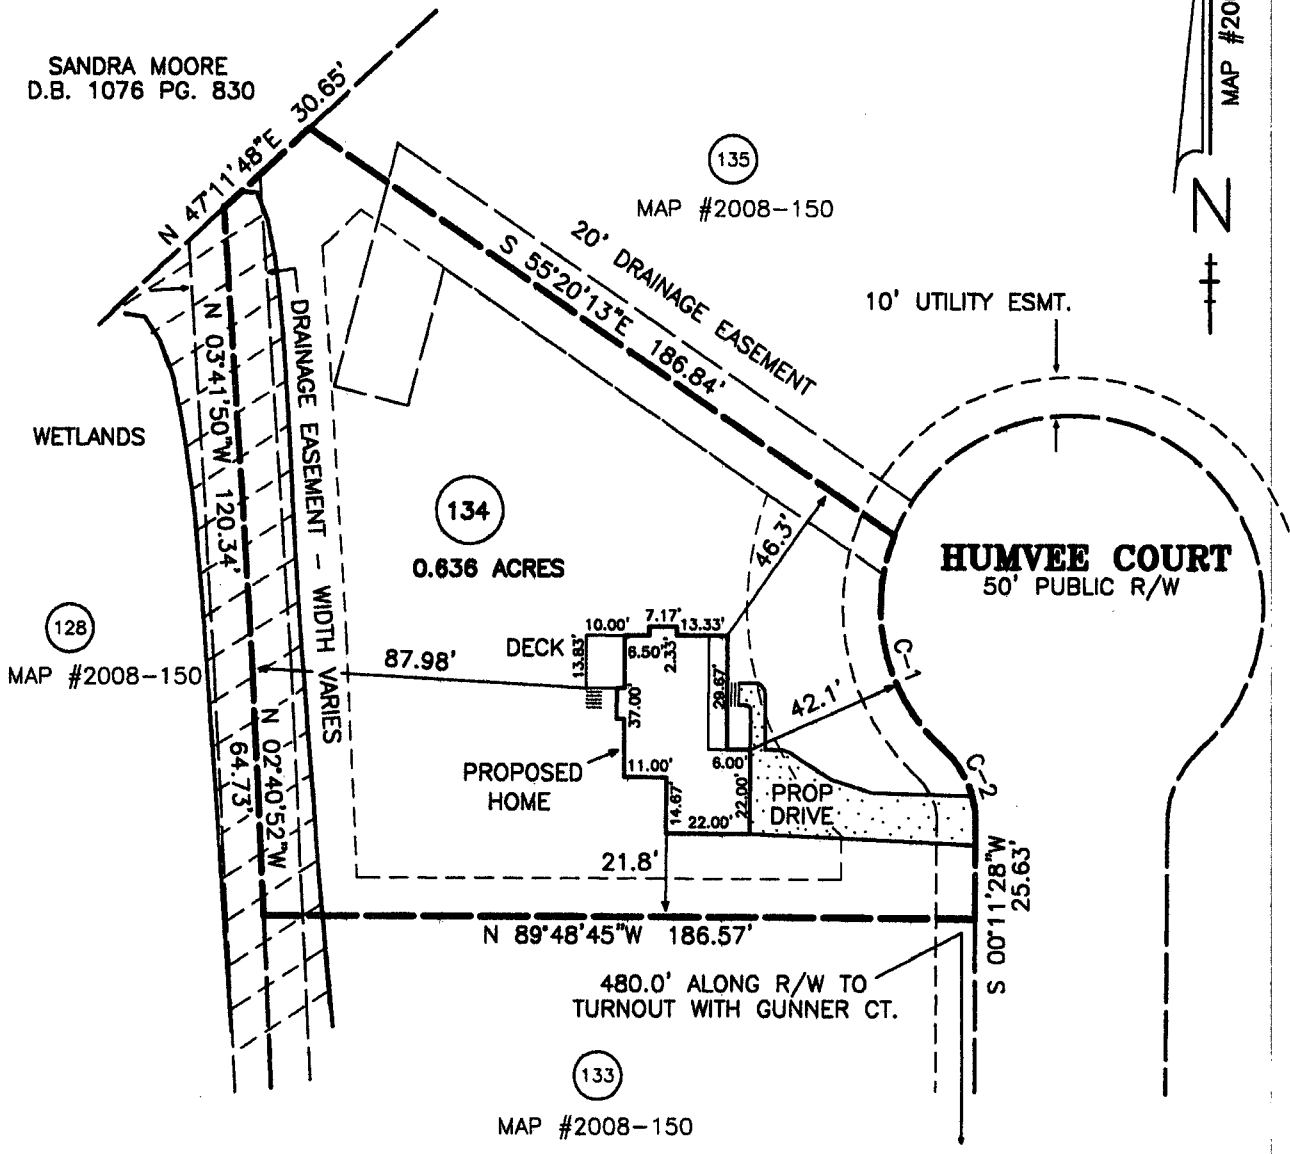 SANDRA MOORE
D.B. 1076 PG. 830
N 47°11'48"E 30.65'
MAP #20
N
135
MAP #2008-150
20' DRAINAGE EASEMENT
S 55°20'13"E 186.84'
10' UTILITY ESMT.
WETLANDS
N 03°41'50"W 120.34'
DRAINAGE EASEMENT - WIDTH VARIES
134
0.636 ACRES
HUMVEE COURT
50' PUBLIC R/W
46.3'
128
MAP #2008-150
87.98'
DECK
10.00'
7.17'
13.33'
13.83'
6.50'
2.33'
29.67'
37.00'
42.1'
C-1
C-2
N 02°40'52"W
64.73'
PROPOSED
HOME
11.00'
6.00'
14.67'
22.00'
22.00'
PROP
DRIVE
21.8'
N 89°48'45"W 186.57'
S 00°11'28"W
25.63'
480.0' ALONG R/W TO
TURNOUT WITH GUNNER CT.
133
MAP #2008-150